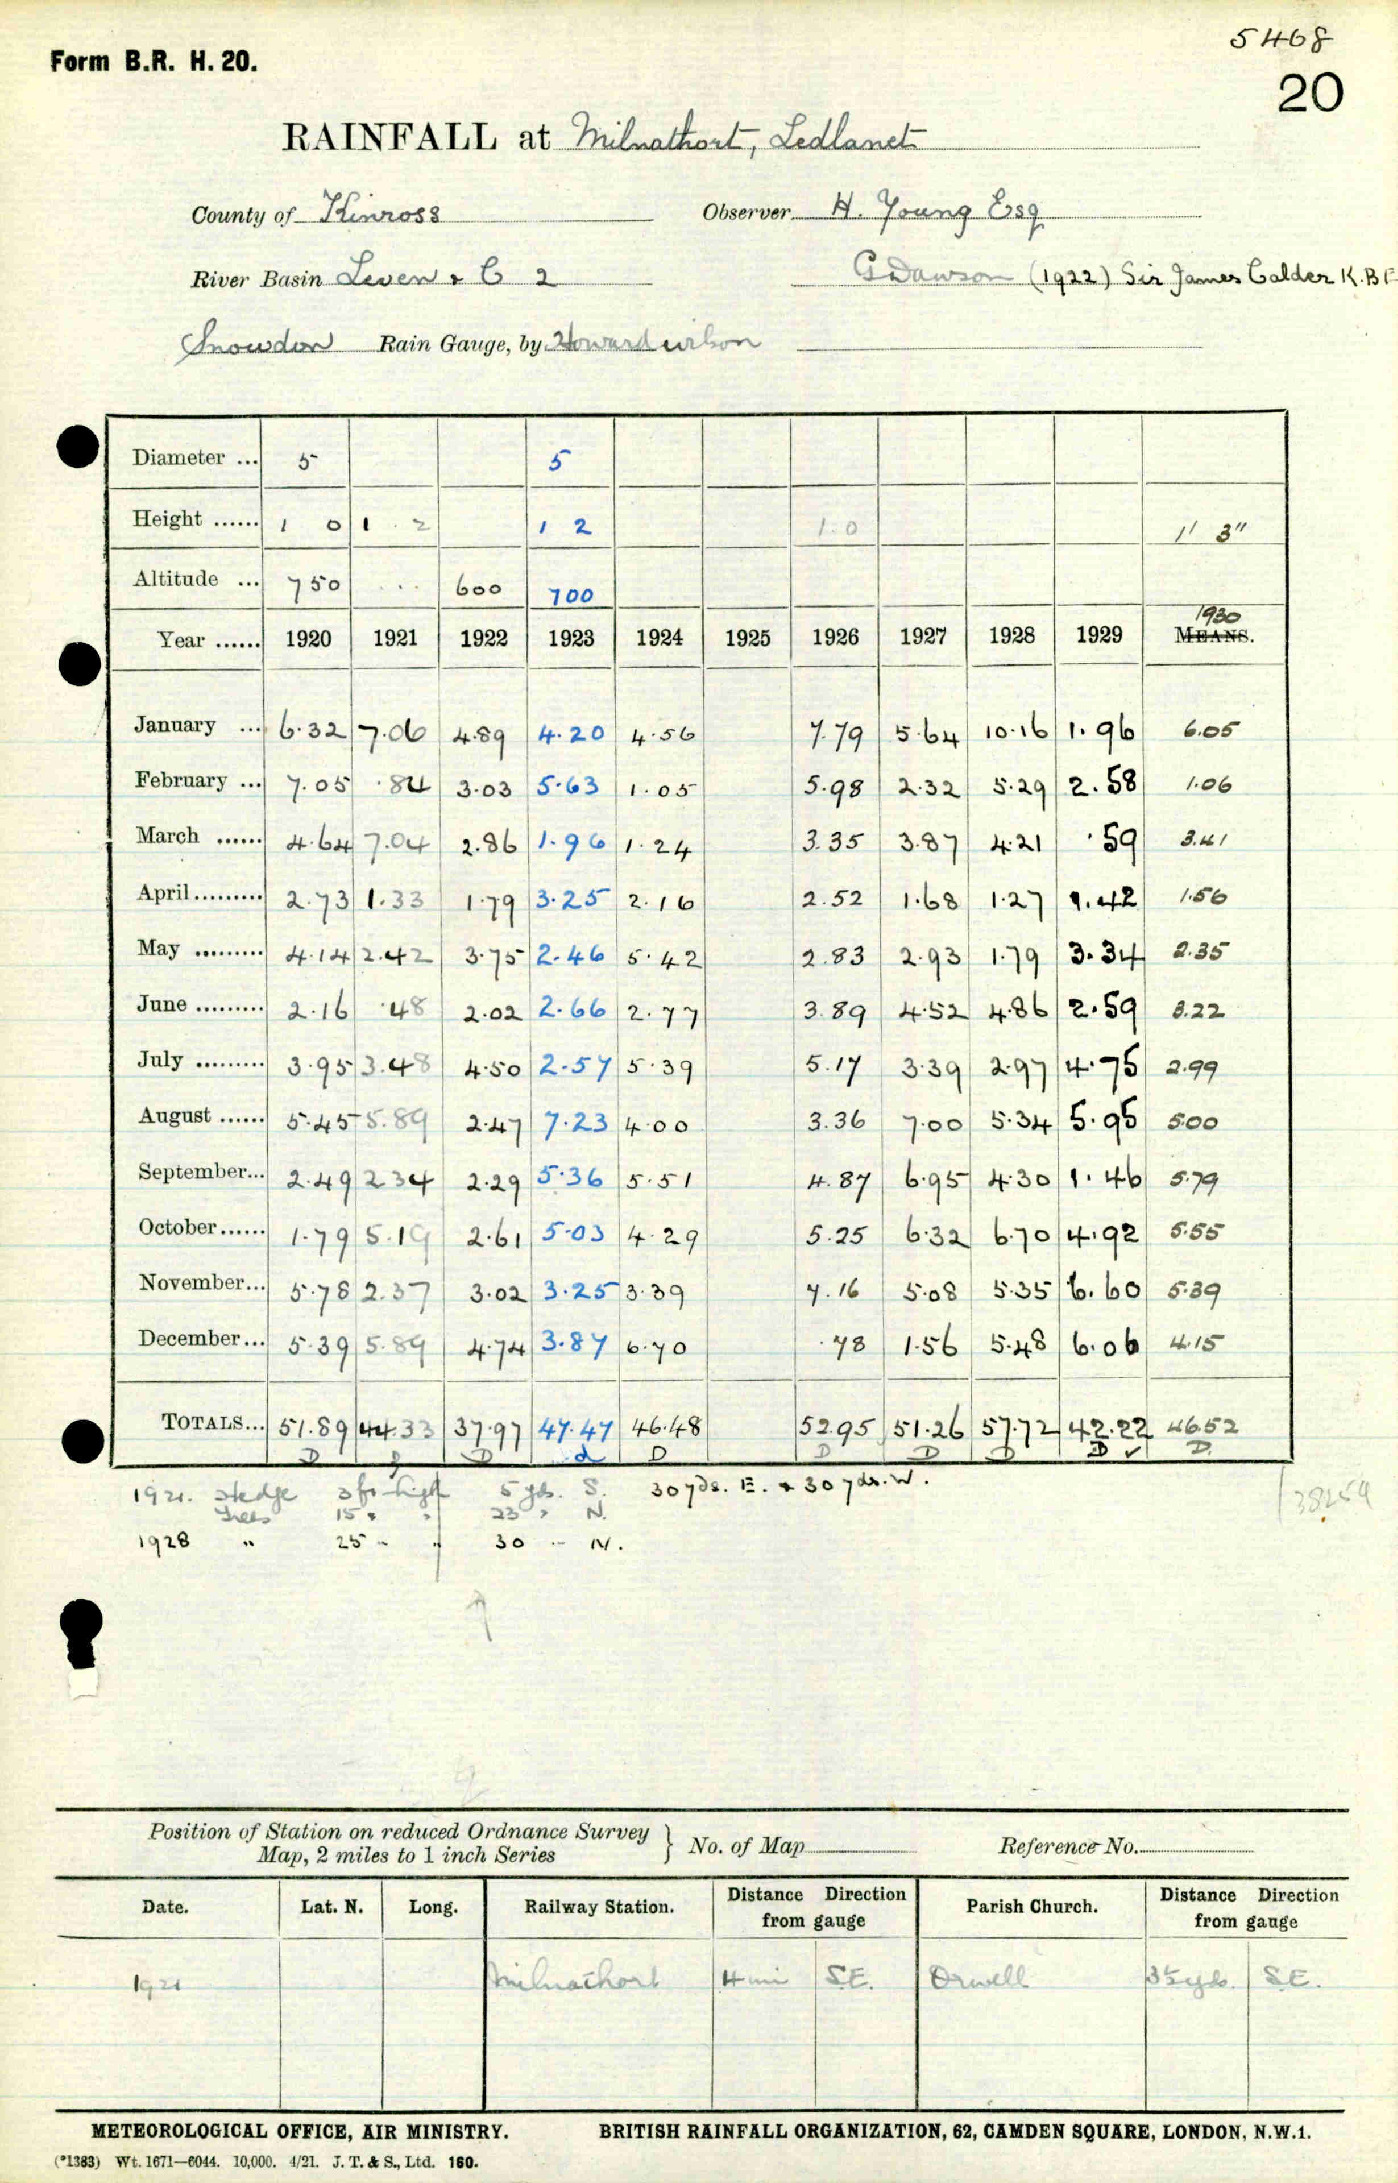 5468
Form B.R. H. 20.
20
RAINFALL at Milnathort, Ledlanet
County of Kinross Observer H. Young Esq
River Basin Leven & C 2 G Dawson (1922) Sir James Calder K.B.E
Snowdon Rain Gauge, by Howard wilson
Diameter ... 5 5
Height ...... 1 0 1 2 1 2 1.0 1' 3"
Altitude ... 750 ... 600 700
1930
Year ...... 1920 1921 1922 1923 1924 1925 1926 1927 1928 1929 MEANS.
January ... 6.32 7.06 4.89 4.20 4.56 7.79 5.64 10.16 1.96 6.05
February ... 7.05 .84 3.03 5.63 1.05 5.98 2.32 5.29 2.58 1.06
March ...... 4.64 7.04 2.86 1.96 1.24 3.35 3.87 4.21 .59 3.41
April ......... 2.73 1.33 1.79 3.25 2.16 2.52 1.68 1.27 1.42 1.56
May ......... 4.14 2.42 3.75 2.46 5.42 2.83 2.93 1.79 3.34 2.35
June ......... 2.16 .48 2.02 2.66 2.77 3.89 4.52 4.86 2.59 3.22
July ......... 3.95 3.48 4.50 2.57 5.39 5.17 3.39 2.97 4.75 2.99
August ...... 5.45 5.89 2.47 7.23 4.00 3.36 7.00 5.34 5.95 5.00
September... 2.49 2.34 2.29 5.36 5.51 4.87 6.95 4.30 1.46 5.79
October...... 1.79 5.19 2.61 5.03 4.29 5.25 6.32 6.70 4.92 5.55
November... 5.78 2.37 3.02 3.25 3.39 7.16 5.08 5.35 6.60 5.39
December... 5.39 5.89 4.74 3.87 6.70 .78 1.56 5.48 6.06 4.15
TOTALS... 51.89 44.33 37.97 47.47 46.48 52.95 51.26 57.72 42.22 46.52
D D d D D D D D ✓ D
1921. Hedge 3 ft high 5 yds. S. 30 yds. E. & 30 yds. W.
Trees 15 " " 23 " N.
1928 " 25 " " 30 " N.
38254
Position of Station on reduced Ordnance Survey Map, 2 miles to 1 inch Series } No. of Map Reference No.
Date. Lat. N. Long. Railway Station. Distance Direction from gauge Parish Church. Distance Direction from gauge
1921 Milnathort 4 mi S.E. Orwell 35 yds. S.E.
METEOROLOGICAL OFFICE, AIR MINISTRY. BRITISH RAINFALL ORGANIZATION, 62, CAMDEN SQUARE, LONDON, N.W.1.
(*1383) Wt. 1671—6044. 10,000. 4/21. J. T. & S., Ltd. 160.